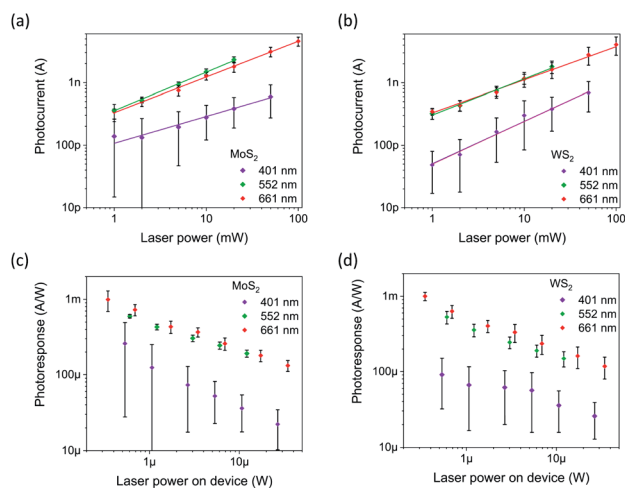 (a)
Photocurrent (A)
1n
100p
10p
MoS₂
401 nm
552 nm
661 nm
1 10 100
Laser power (mW)
(b)
Photocurrent (A)
1n
100p
10p
WS₂
401 nm
552 nm
661 nm
1 10 100
Laser power (mW)
(c)
Photoresponse (A/W)
1m
100µ
10µ
MoS₂
401 nm
552 nm
661 nm
1µ 10µ
Laser power on device (W)
(d)
Photoresponse (A/W)
1m
100µ
10µ
WS₂
401 nm
552 nm
661 nm
1µ 10µ
Laser power on device (W)